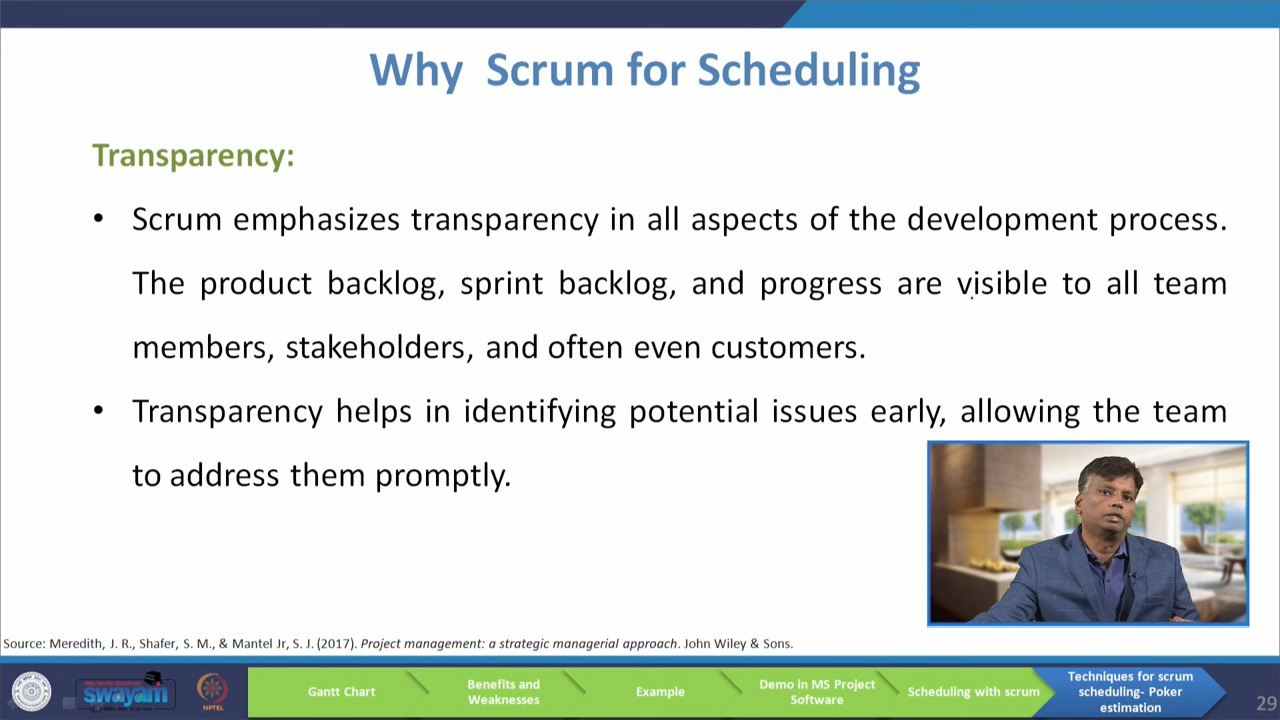 Why Scrum for Scheduling
Transparency:
• Scrum emphasizes transparency in all aspects of the development process.
The product backlog, sprint backlog, and progress are visible to all team
members, stakeholders, and often even customers.
• Transparency helps in identifying potential issues early, allowing the team
to address them promptly.
Source: Meredith, J. R., Shafer, S. M., & Mantel Jr, S. J. (2017). Project management: a strategic managerial approach. John Wiley & Sons.
swayam
NPTEL
Gantt Chart
Benefits and
Weaknesses
Example
Demo in MS Project
Software
Scheduling with scrum
Techniques for scrum
scheduling- Poker
estimation
29